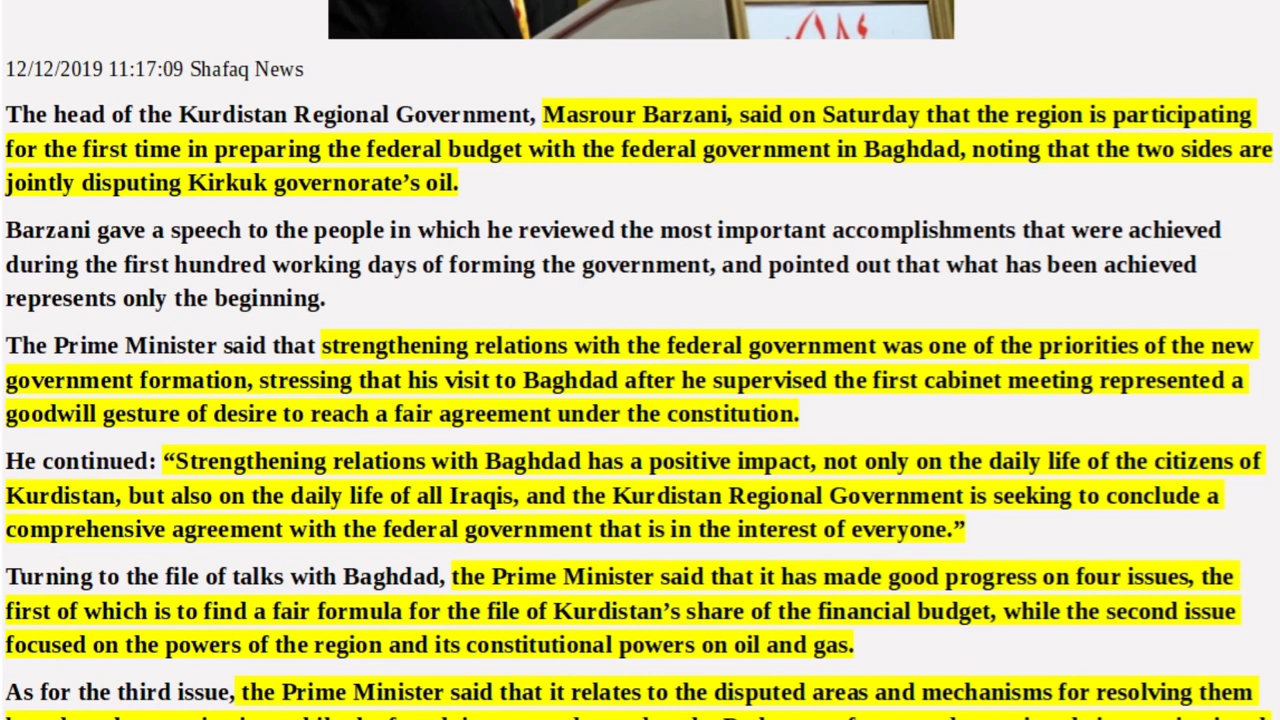 12/12/2019 11:17:09 Shafaq News
The head of the Kurdistan Regional Government, Masrour Barzani, said on Saturday that the region is participating
for the first time in preparing the federal budget with the federal government in Baghdad, noting that the two sides are
jointly disputing Kirkuk governorate’s oil.
Barzani gave a speech to the people in which he reviewed the most important accomplishments that were achieved
during the first hundred working days of forming the government, and pointed out that what has been achieved
represents only the beginning.
The Prime Minister said that strengthening relations with the federal government was one of the priorities of the new
government formation, stressing that his visit to Baghdad after he supervised the first cabinet meeting represented a
goodwill gesture of desire to reach a fair agreement under the constitution.
He continued: “Strengthening relations with Baghdad has a positive impact, not only on the daily life of the citizens of
Kurdistan, but also on the daily life of all Iraqis, and the Kurdistan Regional Government is seeking to conclude a
comprehensive agreement with the federal government that is in the interest of everyone.”
Turning to the file of talks with Baghdad, the Prime Minister said that it has made good progress on four issues, the
first of which is to find a fair formula for the file of Kurdistan’s share of the financial budget, while the second issue
focused on the powers of the region and its constitutional powers on oil and gas.
As for the third issue, the Prime Minister said that it relates to the disputed areas and mechanisms for resolving them